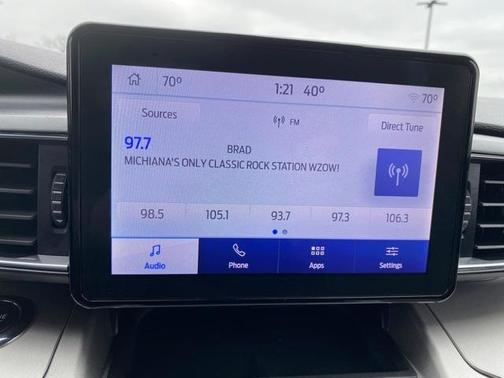 70° 1:21 40° 70°
Sources FM Direct Tune
97.7 BRAD
MICHIANA'S ONLY CLASSIC ROCK STATION WZOW!
98.5 105.1 93.7 97.3 106.3
Audio Phone Apps Settings